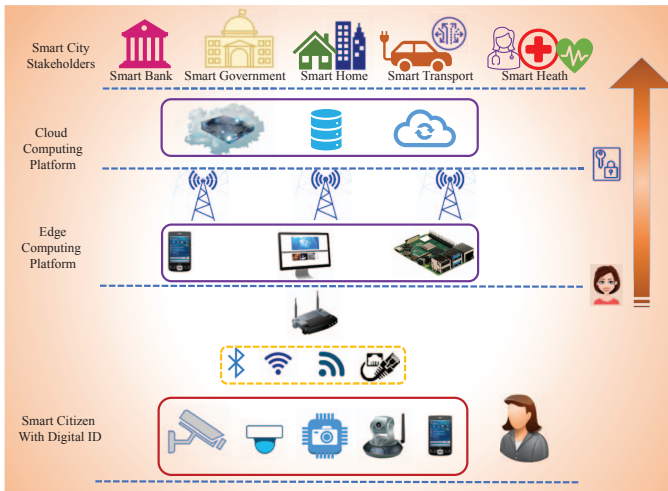 Smart City
Stakeholders
Smart Bank
Smart Government
Smart Home
Smart Transport
Smart Heath
Cloud
Computing
Platform
Edge
Computing
Platform
Smart Citizen
With Digital ID